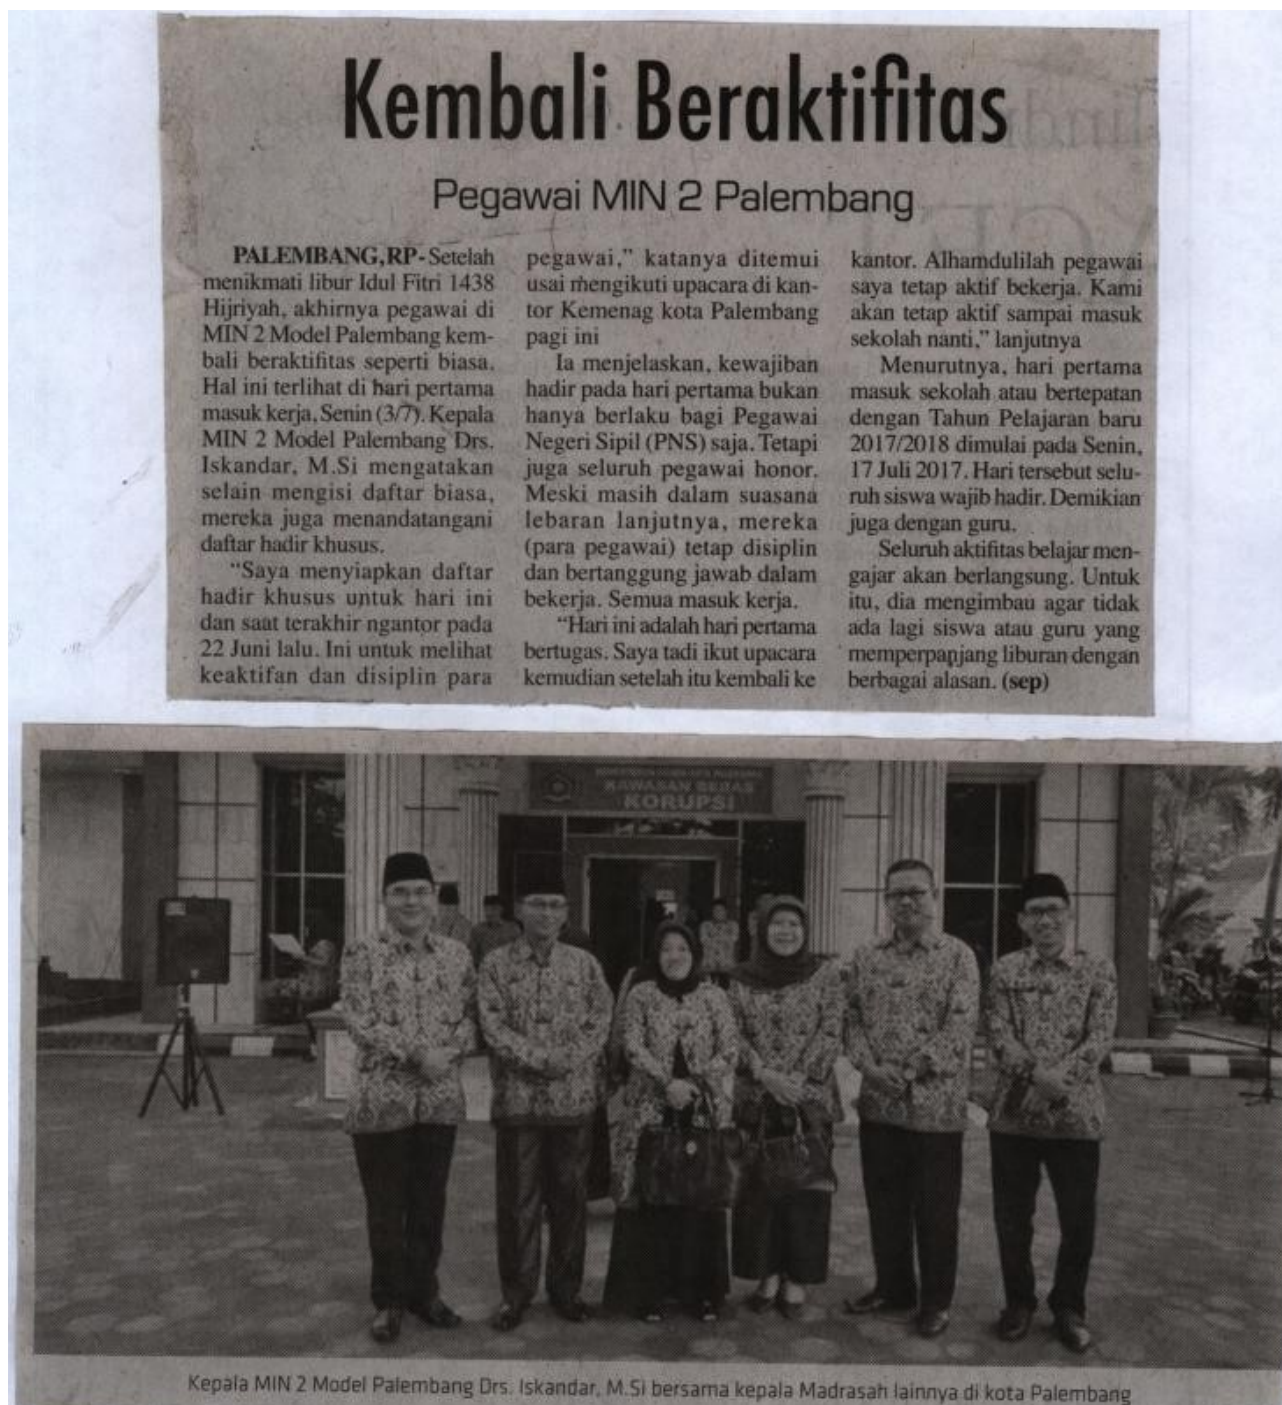 Kembali Beraktifitas
Pegawai MIN 2 Palembang
PALEMBANG,RP- Setelah
menikmati libur Idul Fitri 1438
Hijriyah, akhirnya pegawai di
MIN 2 Model Palembang kem-
bali beraktifitas seperti biasa.
Hal ini terlihat di hari pertama
masuk kerja, Senin (3/7). Kepala
MIN 2 Model Palembang Drs.
Iskandar, M.Si mengatakan
selain mengisi daftar biasa,
mereka juga menandatangani
daftar hadir khusus.
“Saya menyiapkan daftar
hadir khusus untuk hari ini
dan saat terakhir ngantor pada
22 Juni lalu. Ini untuk melihat
keaktifan dan disiplin para
pegawai,” katanya ditemui
usai mengikuti upacara di kan-
tor Kemenag kota Palembang
pagi ini
Ia menjelaskan, kewajiban
hadir pada hari pertama bukan
hanya berlaku bagi Pegawai
Negeri Sipil (PNS) saja. Tetapi
juga seluruh pegawai honor.
Meski masih dalam suasana
lebaran lanjutnya, mereka
(para pegawai) tetap disiplin
dan bertanggung jawab dalam
bekerja. Semua masuk kerja.
“Hari ini adalah hari pertama
bertugas. Saya tadi ikut upacara
kemudian setelah itu kembali ke
kantor. Alhamdulilah pegawai
saya tetap aktif bekerja. Kami
akan tetap aktif sampai masuk
sekolah nanti,” lanjutnya
Menurutnya, hari pertama
masuk sekolah atau bertepatan
dengan Tahun Pelajaran baru
2017/2018 dimulai pada Senin,
17 Juli 2017. Hari tersebut selu-
ruh siswa wajib hadir. Demikian
juga dengan guru.
Seluruh aktifitas belajar men-
gajar akan berlangsung. Untuk
itu, dia mengimbau agar tidak
ada lagi siswa atau guru yang
memperpapjang liburan dengan
berbagai alasan. (sep)
KAWASAN BEBAS
KORUPSI
Kepala MIN 2 Model Palembang Drs. Iskandar, M.Si bersama kepala Madrasah lainnya di kota Palembang